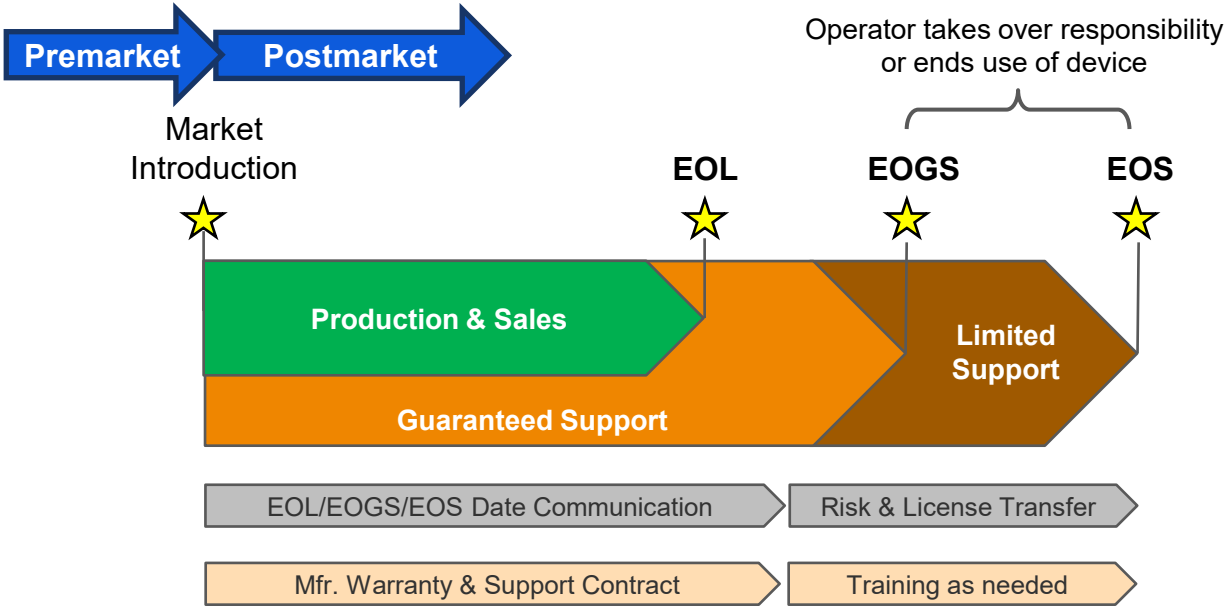 Premarket
Postmarket
Operator takes over responsibility
or ends use of device
Market
Introduction
EOL
EOGS
EOS
Production & Sales
Limited
Support
Guaranteed Support
EOL/EOGS/EOS Date Communication
Risk & License Transfer
Mfr. Warranty & Support Contract
Training as needed